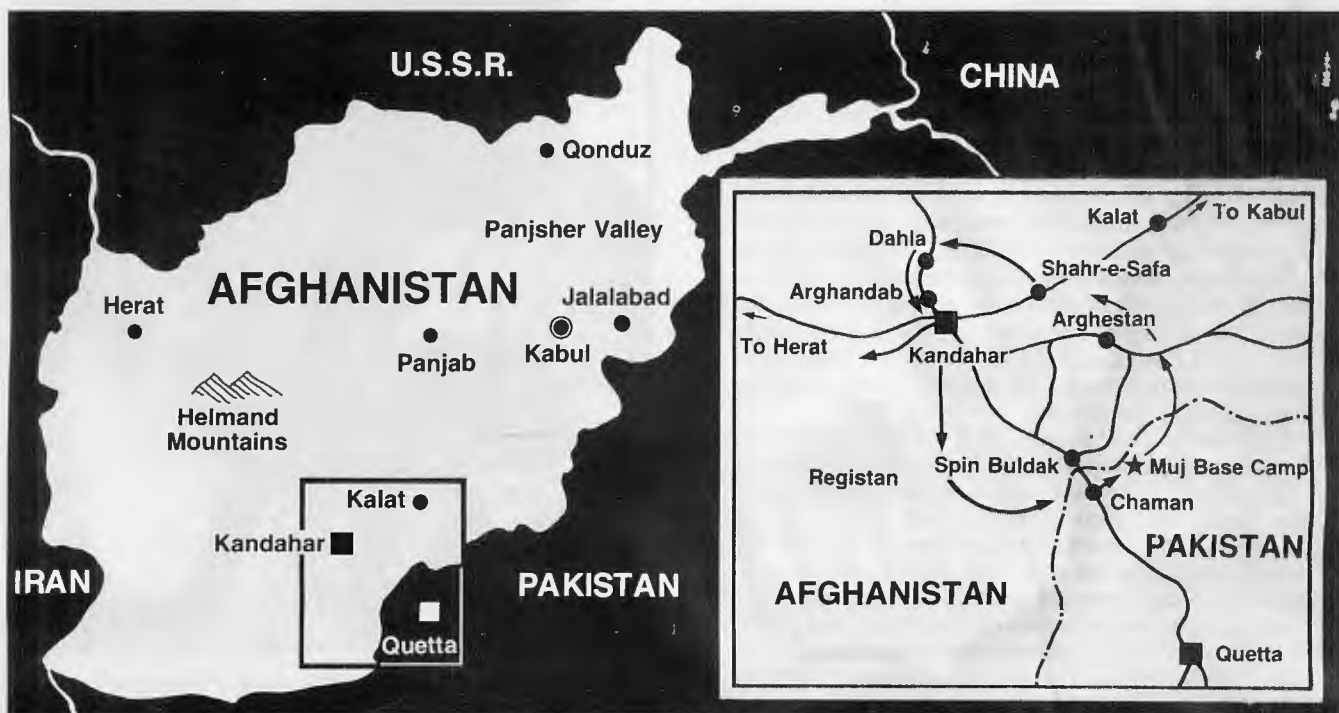 U.S.S.R.
CHINA
Qonduz
Panjsher Valley
AFGHANISTAN
Herat
Jalalabad
Panjab
Kabul
Helmand
Mountains
Kalat
Kandahar
IRAN
PAKISTAN
Quetta
Kalat
To Kabul
Dahla
Shahr-e-Safa
Arghandab
Arghestan
To Herat
Kandahar
Spin Buldak
Muj Base Camp
Registan
Chaman
PAKISTAN
AFGHANISTAN
Quetta